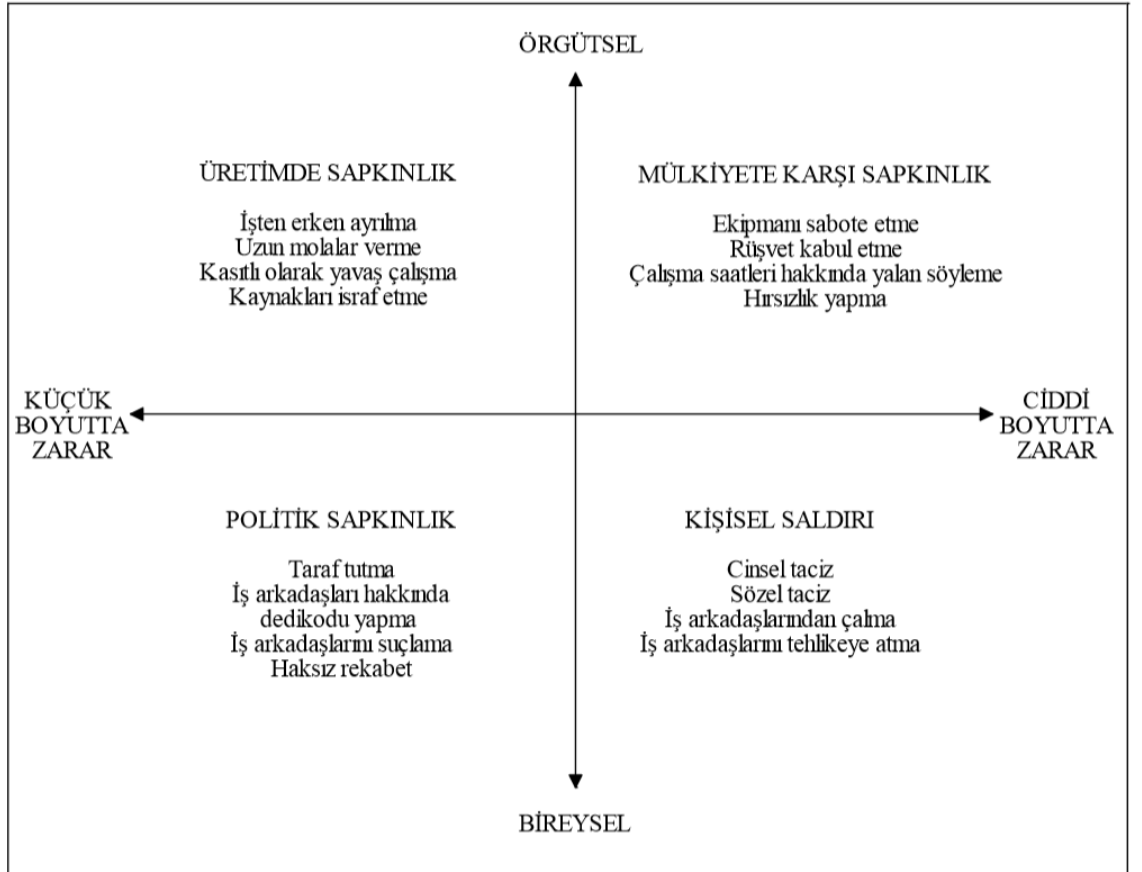 ÖRGÜTSEL
ÜRETİMDE SAPKINLIK
İşten erken ayrılma
Uzun molalar verme
Kasıtlı olarak yavaş çalışma
Kaynakları israf etme
MÜLKİYETE KARŞI SAPKINLIK
Ekipmanı sabote etme
Rüşvet kabul etme
Çalışma saatleri hakkında yalan söyleme
Hırsızlık yapma
KÜÇÜK
BOYUTTA
ZARAR
CİDDİ
BOYUTTA
ZARAR
POLİTİK SAPKINLIK
Taraf tutma
İş arkadaşları hakkında
dedikodu yapma
İş arkadaşlarını suçlama
Haksız rekabet
KİŞİSEL SALDIRI
Cinsel taciz
Sözel taciz
İş arkadaşlarından çalma
İş arkadaşlarını tehlikeye atma
BİREYSEL